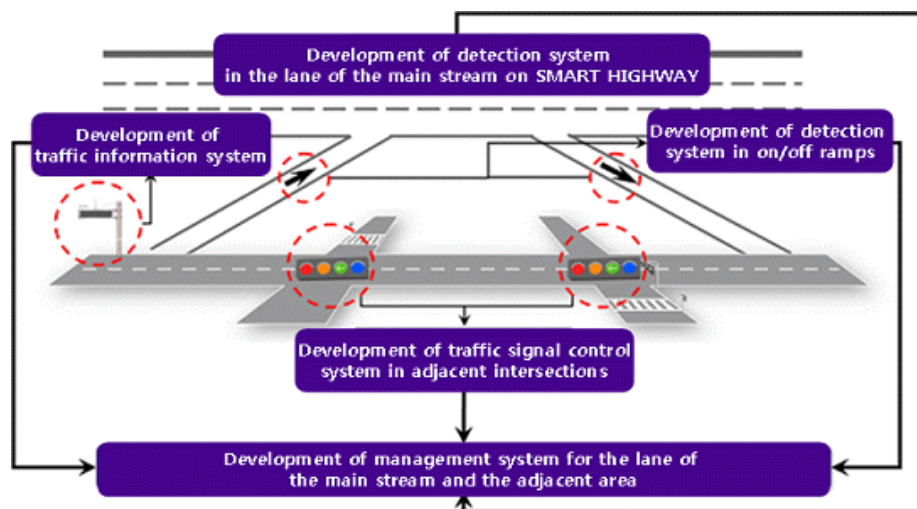 Development of detection system
in the lane of the main stream on SMART HIGHWAY
Development of
traffic information system
Development of detection
system in on/off ramps
Development of traffic signal control
system in adjacent intersections
Development of management system for the lane of
the main stream and the adjacent area